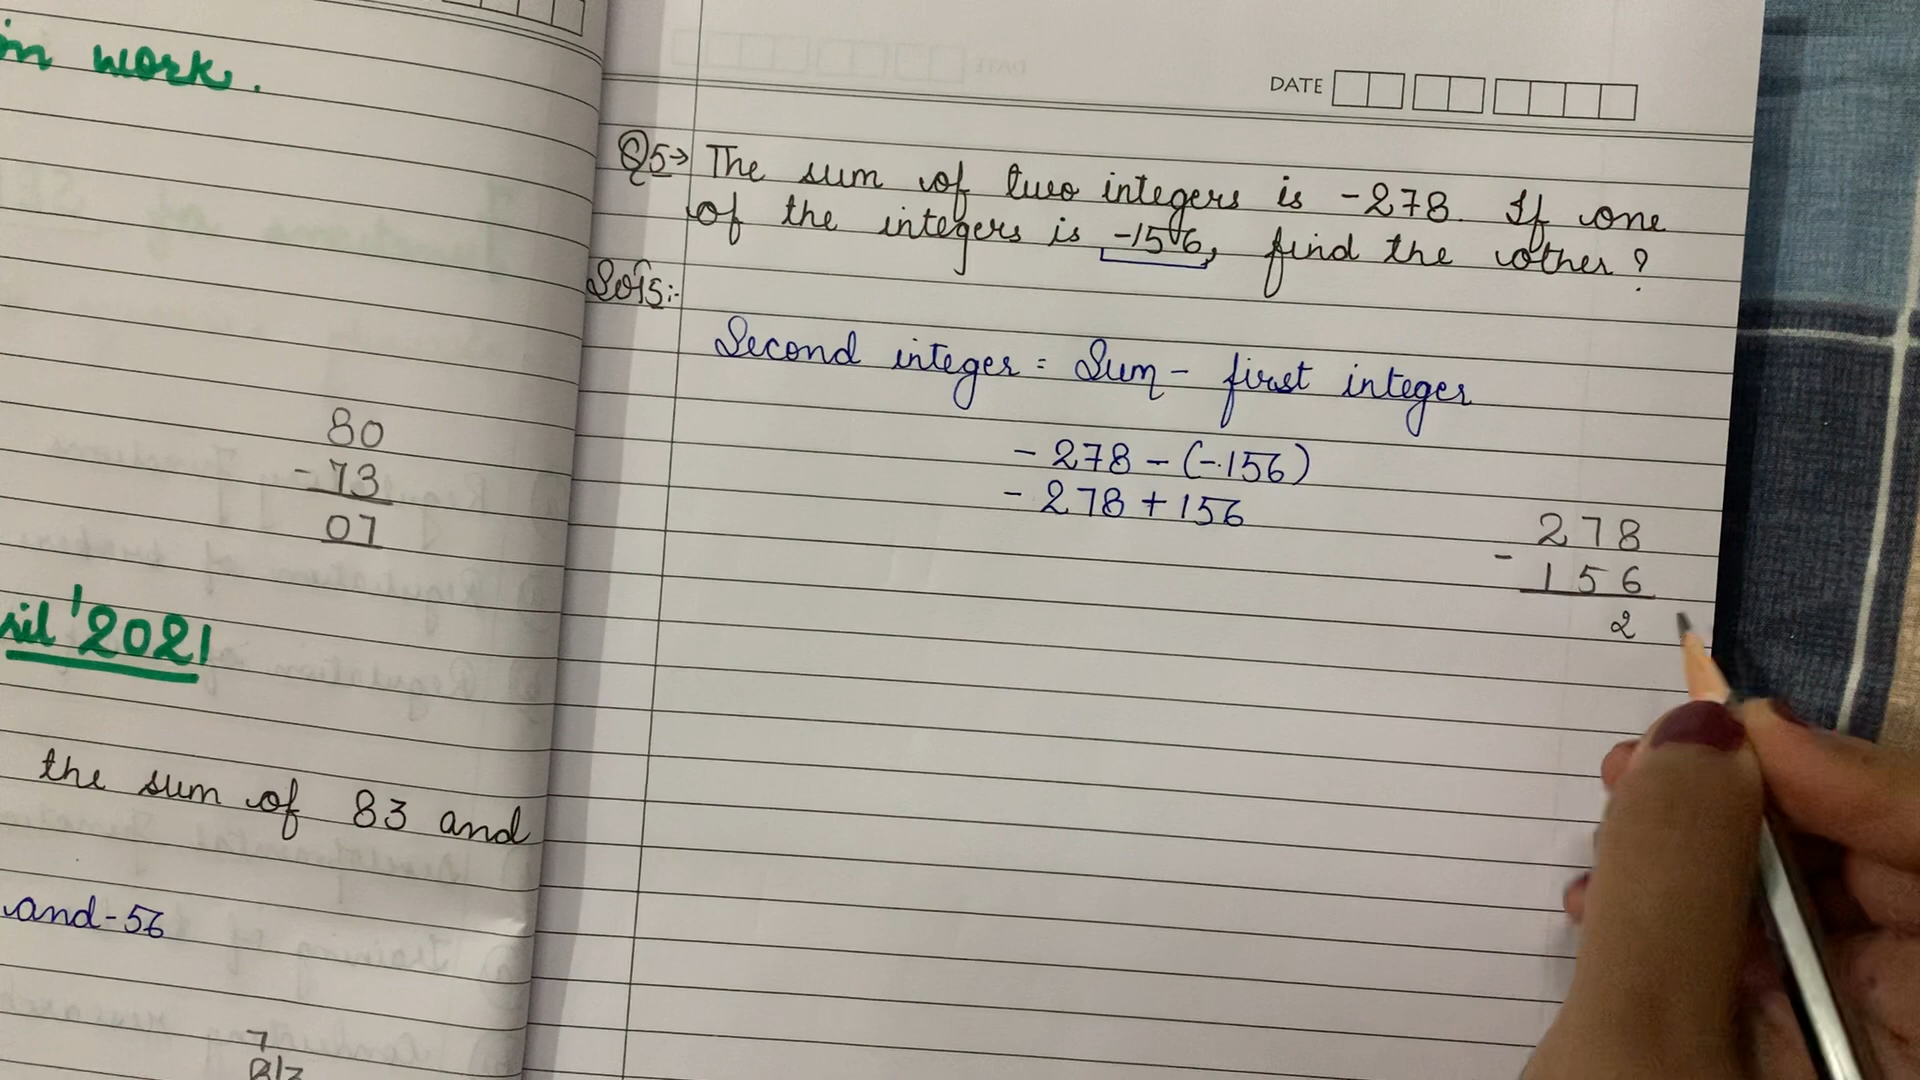 in work.
80
- 73
07
'2021
the sum of 83 and
and - 56
7
DATE
Q5→ The sum of two integers is -278. If one
of the integers is -156, find the other?
Second integer = Sum - first integer
- 278 - (-156)
- 278 + 156
278
- 156
2